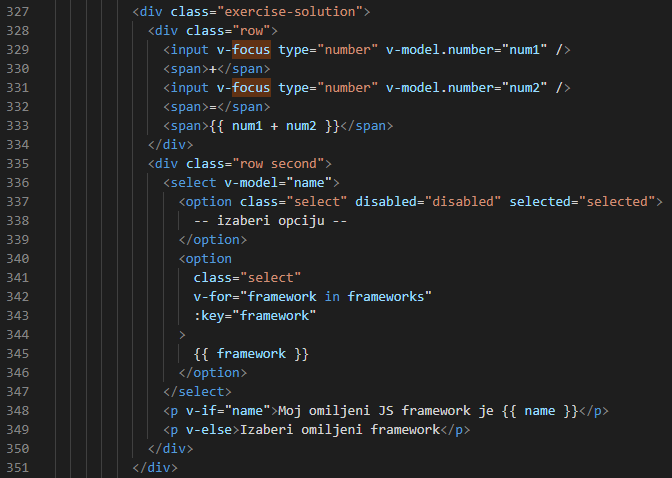 327 <div class="exercise-solution">
328 <div class="row">
329 <input v-focus type="number" v-model.number="num1" />
330 <span>+</span>
331 <input v-focus type="number" v-model.number="num2" />
332 <span>=</span>
333 <span>{{ num1 + num2 }}</span>
334 </div>
335 <div class="row second">
336 <select v-model="name">
337 <option class="select" disabled="disabled" selected="selected">
338 -- izaberi opciju --
339 </option>
340 <option
341 class="select"
342 v-for="framework in frameworks"
343 :key="framework"
344 >
345 {{ framework }}
346 </option>
347 </select>
348 <p v-if="name">Moj omiljeni JS framework je {{ name }}</p>
349 <p v-else>Izaberi omiljeni framework</p>
350 </div>
351 </div>